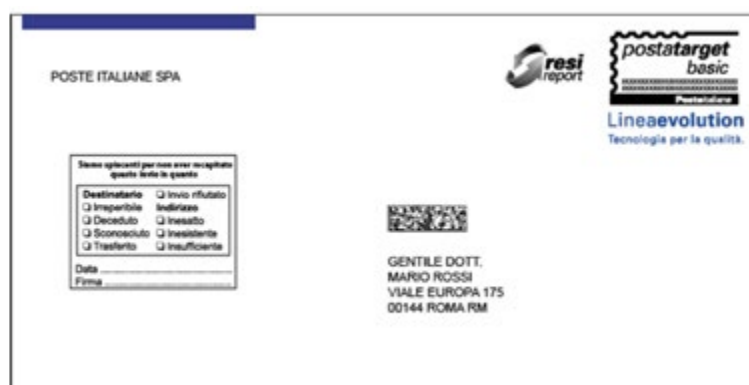 POSTE ITALIANE SPA
resi
report
postatarget
basic
Posteitaliane
Lineaevolution
Tecnologia per la qualità.
Siamo spiacenti per non aver recapitato
questo invio in quanto
Destinatario ❑ Invio rifiutato
❑ Irreperibile Indirizzo
❑ Deceduto ❑ Inesatto
❑ Sconosciuto ❑ Inesistente
❑ Trasferito ❑ Insufficiente
Data
Firma
GENTILE DOTT.
MARIO ROSSI
VIALE EUROPA 175
00144 ROMA RM